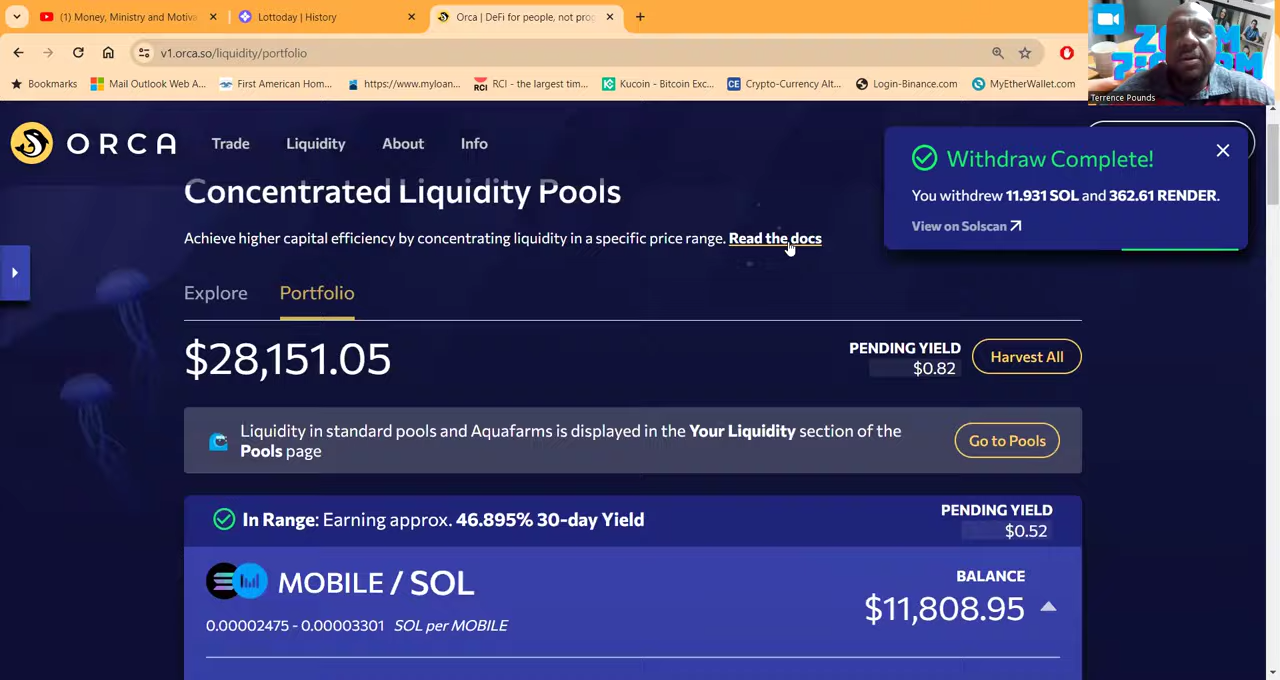 (1) Money, Ministry and Motiva
Lottoday | History
Orca | DeFi for people, not prog
v1.orca.so/liquidity/portfolio
Bookmarks
Mail Outlook Web A...
First American Hom...
https://www.myloan...
RCI - the largest tim...
Kucoin - Bitcoin Exc...
Crypto-Currency Alt...
Login-Binance.com
MyEtherWallet.com
Terrence Pounds
ORCA
Trade
Liquidity
About
Info
Withdraw Complete!
You withdrew 11.931 SOL and 362.61 RENDER.
View on Solscan
Concentrated Liquidity Pools
Achieve higher capital efficiency by concentrating liquidity in a specific price range. Read the docs
Explore
Portfolio
$28,151.05
PENDING YIELD
$0.82
Harvest All
Liquidity in standard pools and Aquafarms is displayed in the Your Liquidity section of the
Pools page
Go to Pools
In Range: Earning approx. 46.895% 30-day Yield
PENDING YIELD
$0.52
MOBILE / SOL
BALANCE
$11,808.95
0.00002475 - 0.00003301 SOL per MOBILE